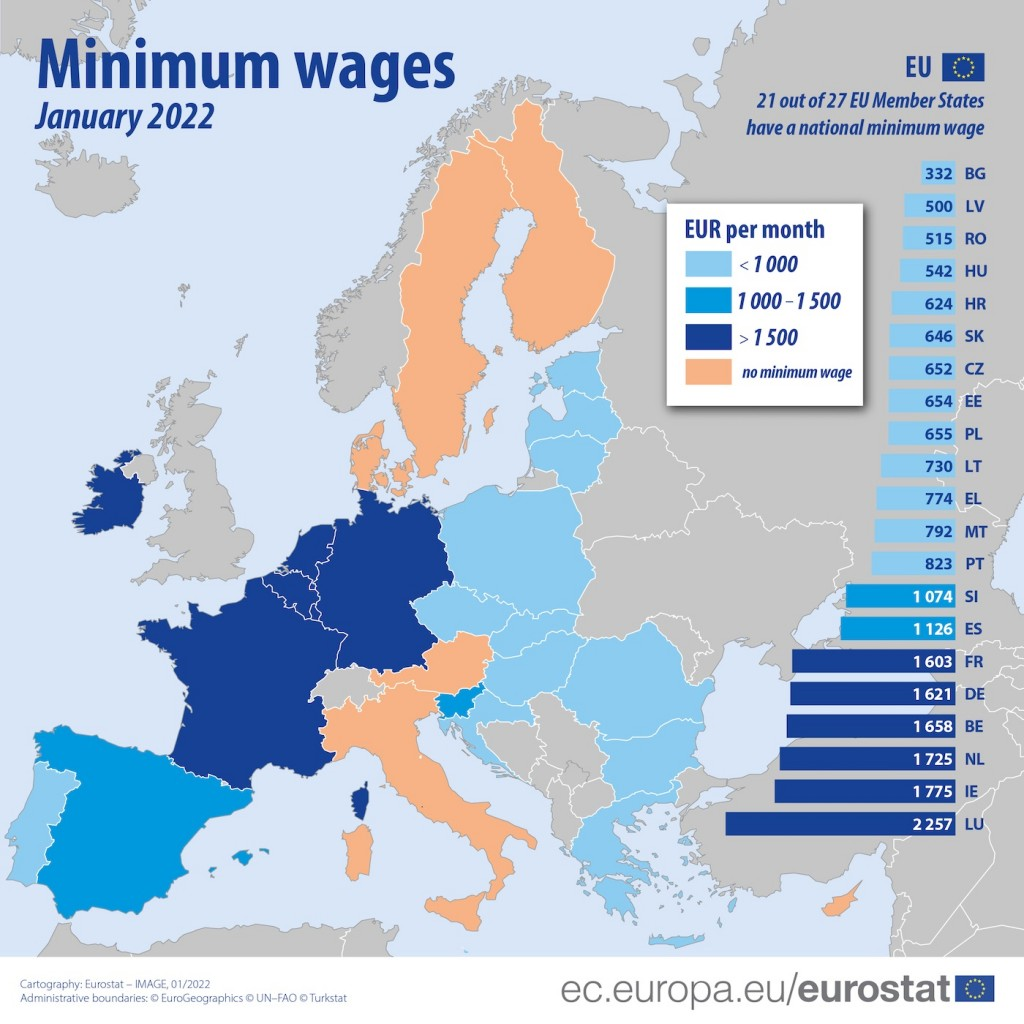 Minimum wages
January 2022
EU
21 out of 27 EU Member States
have a national minimum wage
EUR per month
< 1 000
1 000 – 1 500
> 1 500
no minimum wage
332 BG
500 LV
515 RO
542 HU
624 HR
646 SK
652 CZ
654 EE
655 PL
730 LT
774 EL
792 MT
823 PT
1 074 SI
1 126 ES
1 603 FR
1 621 DE
1 658 BE
1 725 NL
1 775 IE
2 257 LU
Cartography: Eurostat – IMAGE, 01/2022
Administrative boundaries: © EuroGeographics © UN–FAO © Turkstat
ec.europa.eu/eurostat